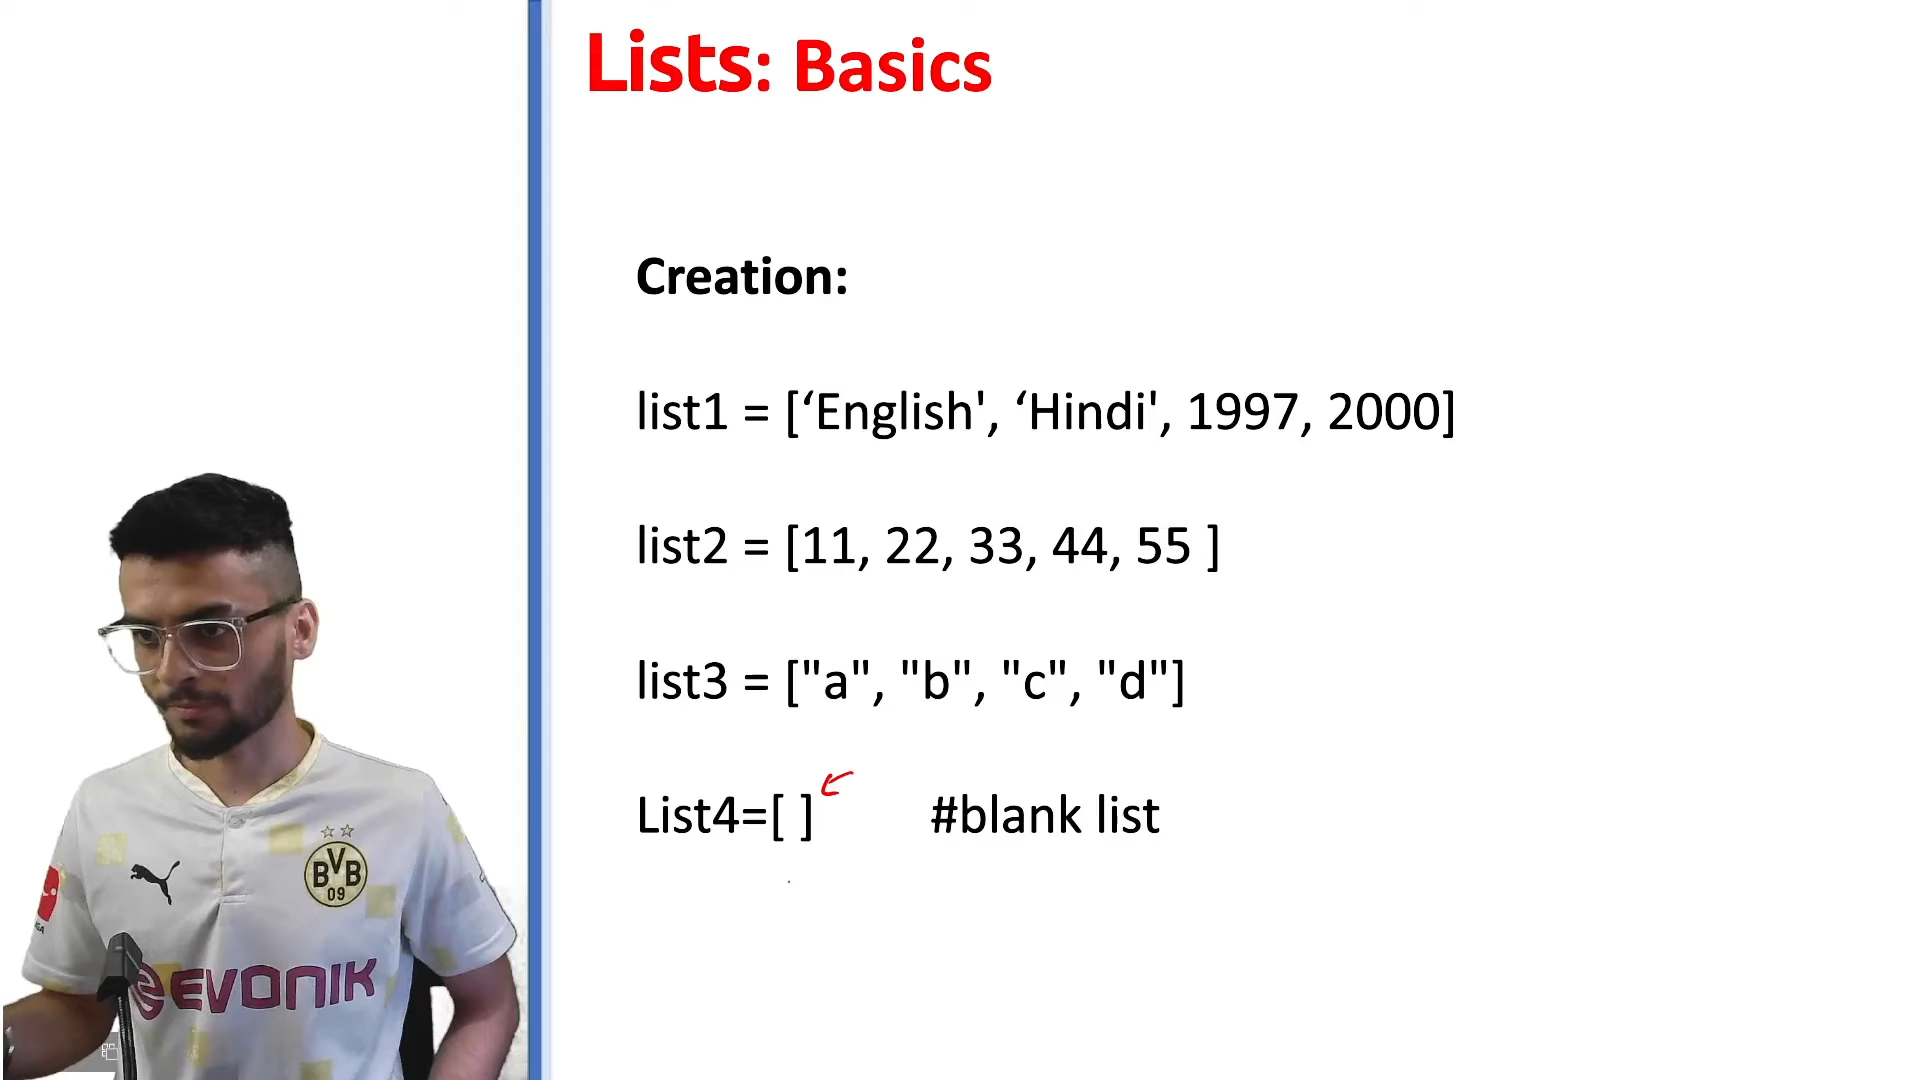 Lists: Basics
Creation:
list1 = [‘English', ‘Hindi', 1997, 2000]
list2 = [11, 22, 33, 44, 55 ]
list3 = ["a", "b", "c", "d"]
List4=[ ] #blank list
BVB
09
EVONIK